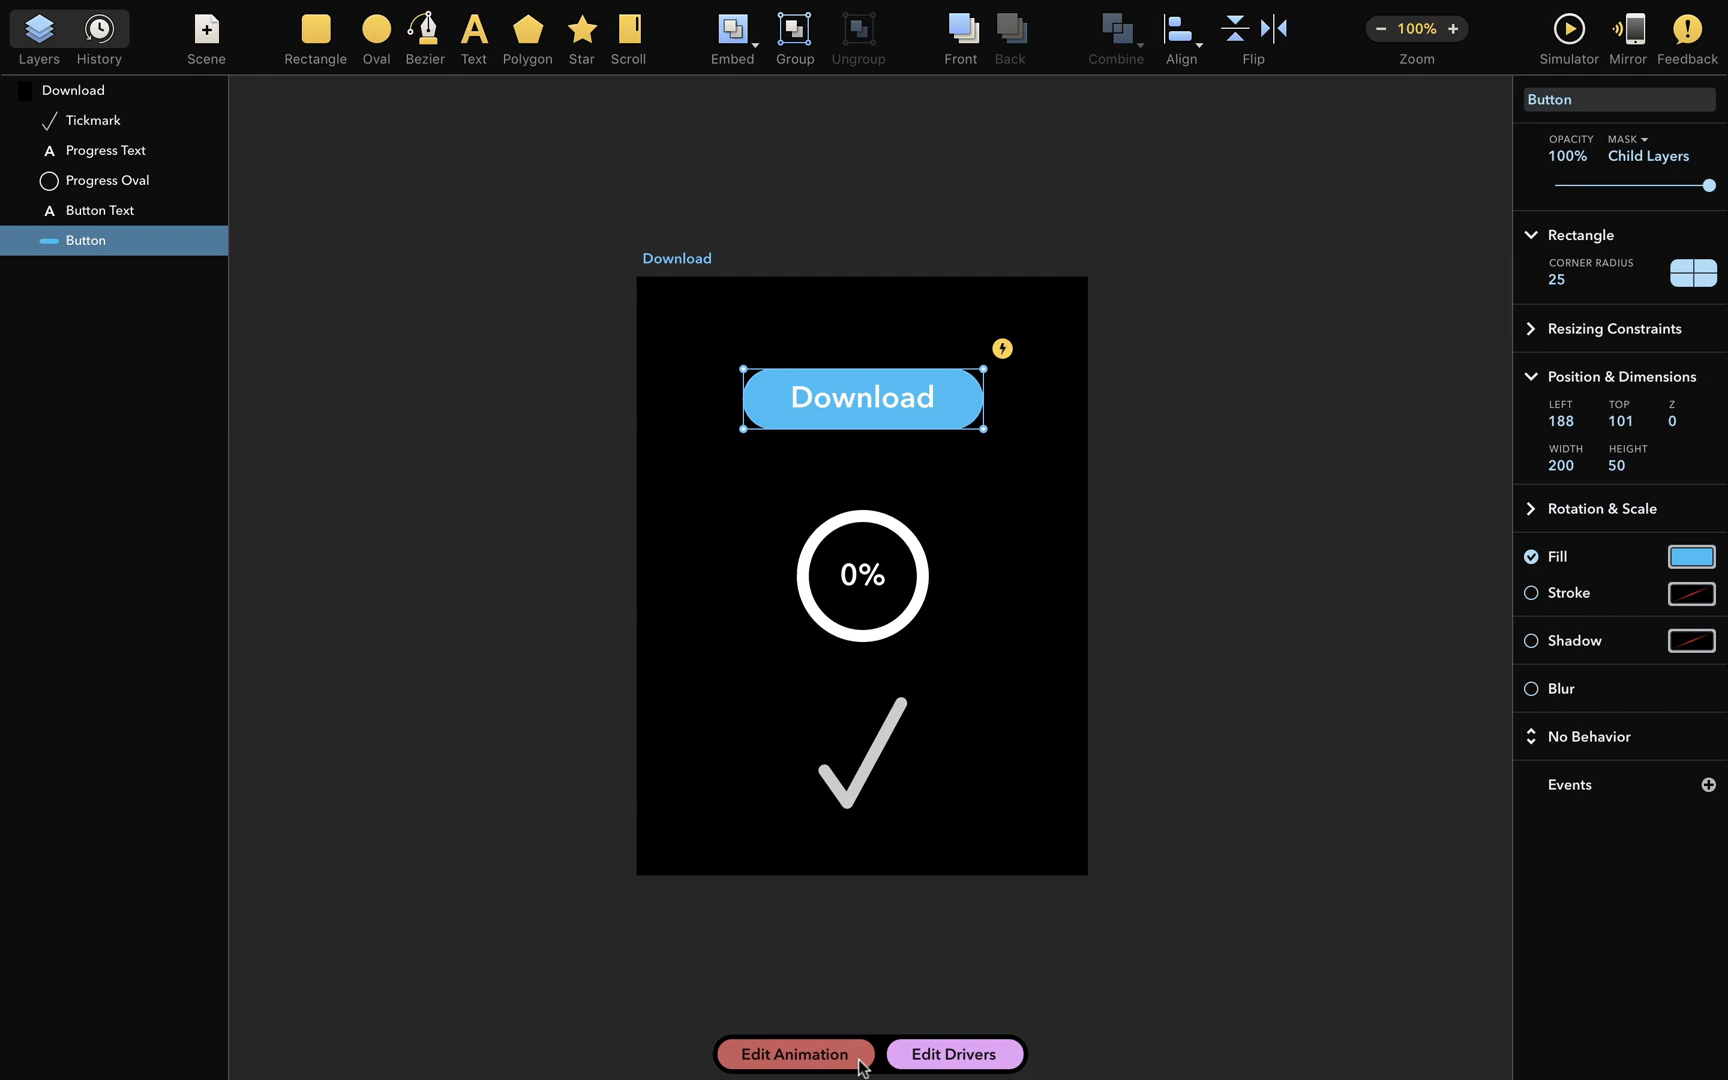 Layers History Scene Rectangle Oval Bezier Text Polygon Star Scroll Embed Group Ungroup Front Back Combine Align Flip 100% Zoom Simulator Mirror Feedback
Download
Tickmark
A Progress Text
Progress Oval
A Button Text
Button
Download
Download
0%
Edit Animation Edit Drivers
Button
OPACITY MASK
100% Child Layers
Rectangle
CORNER RADIUS
25
Resizing Constraints
Position & Dimensions
LEFT TOP Z
188 101 0
WIDTH HEIGHT
200 50
Rotation & Scale
Fill
Stroke
Shadow
Blur
No Behavior
Events